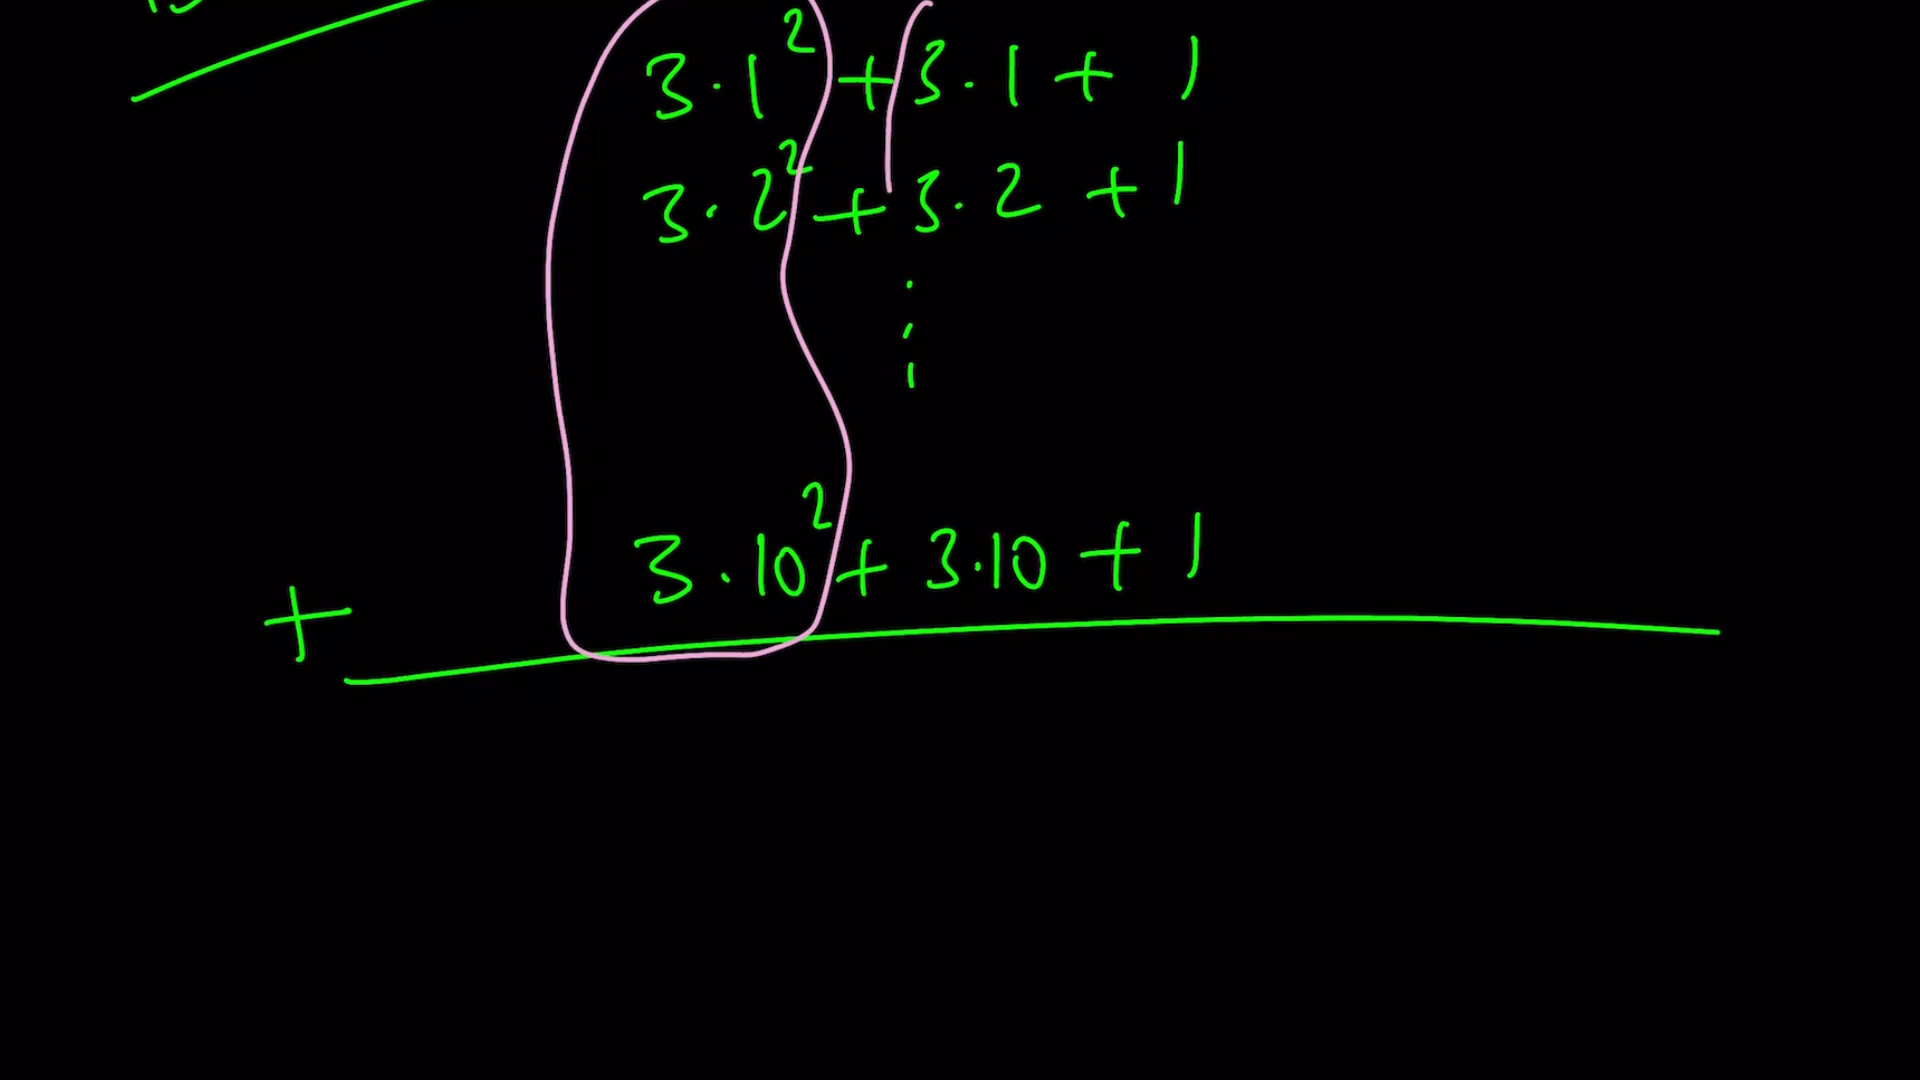 3·1² + 3·1 + 1
3·2² + 3·2 + 1
⋮
3·10² + 3·10 + 1
+